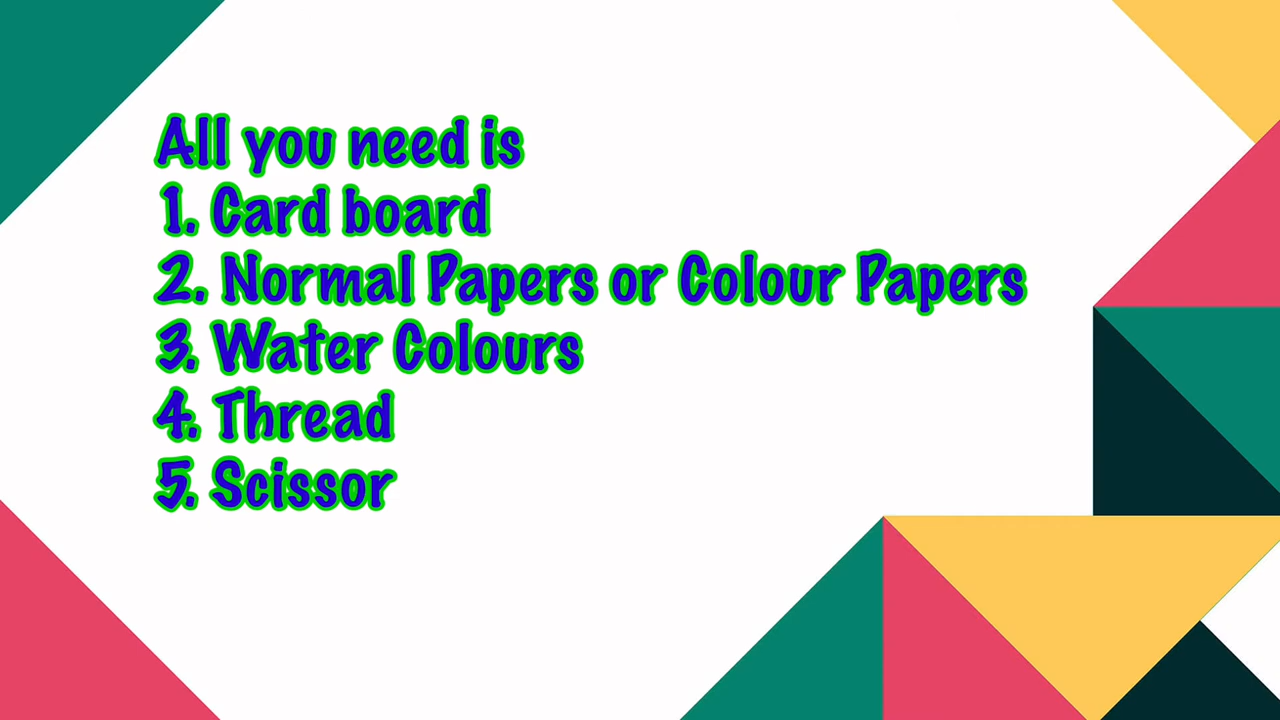 All you need is
1. Card board
2. Normal Papers or Colour Papers
3. Water Colours
4. Thread
5. Scissor